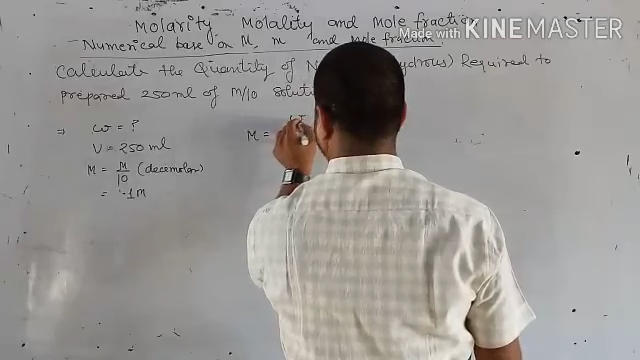 Molarity Molality and Mole fraction
Made with KINEMASTER
Numerical base on M, m and Mole fraction
Calculate the Quantity of Required to
prepared 250ml of M/10
⇒ w = ?
V = 250 ml
M = M/10 (decemolar)
= .1M
M = w